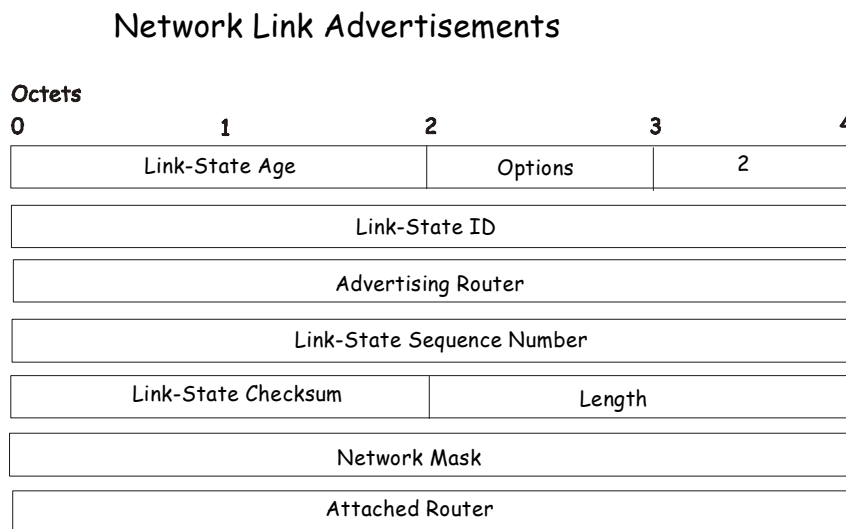 Network Link Advertisements
Octets
0 1 2 3 4
Link-State Age Options 2
Link-State ID
Advertising Router
Link-State Sequence Number
Link-State Checksum Length
Network Mask
Attached Router